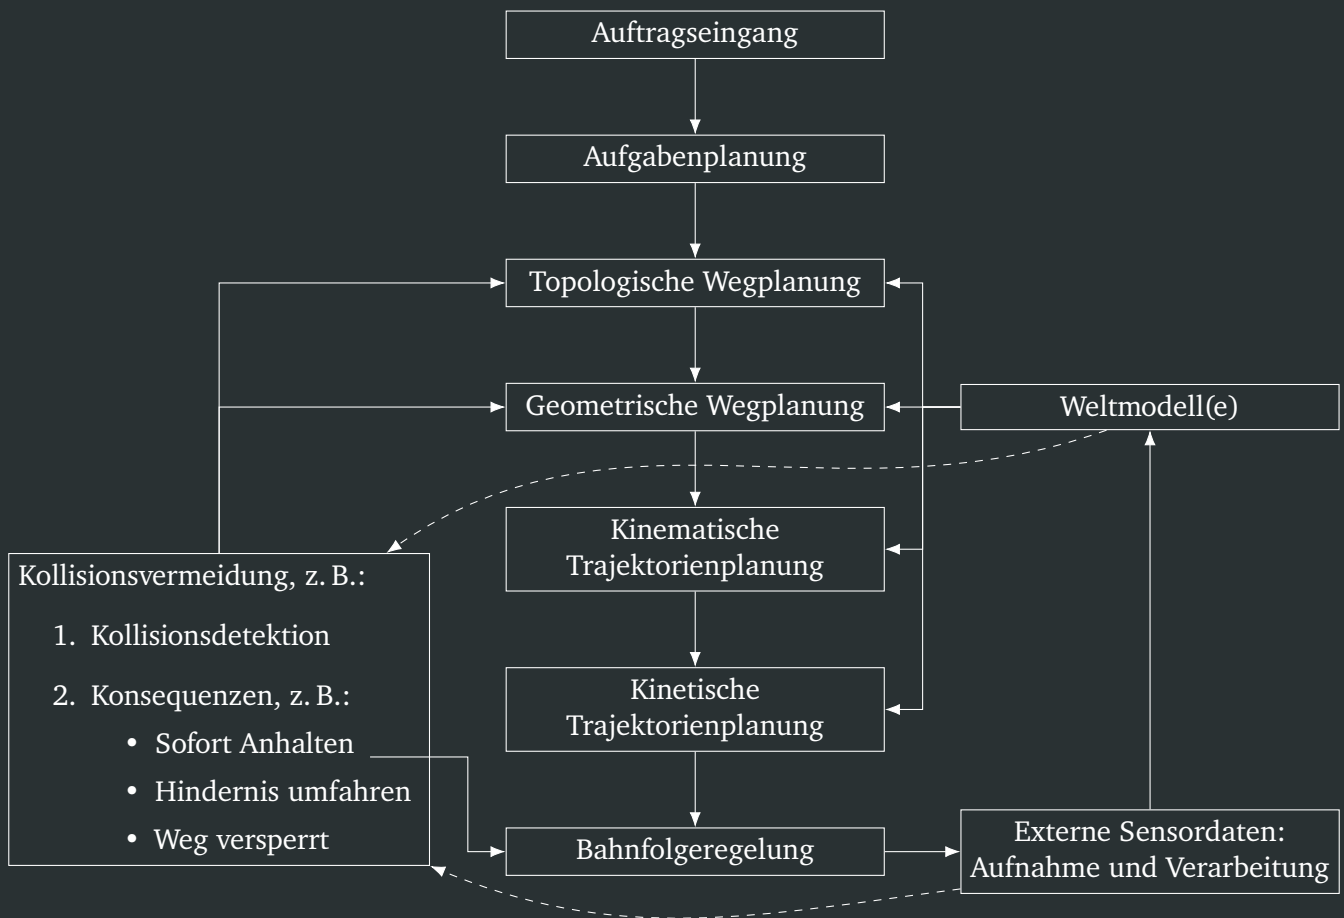 Auftragseingang
Aufgabenplanung
Topologische Wegplanung
Geometrische Wegplanung
Weltmodell(e)
Kinematische
Trajektorienplanung
Kollisionsvermeidung, z. B.:
1. Kollisionsdetektion
2. Konsequenzen, z. B.:
• Sofort Anhalten
• Hindernis umfahren
• Weg versperrt
Kinetische
Trajektorienplanung
Bahnfolgeregelung
Externe Sensordaten:
Aufnahme und Verarbeitung